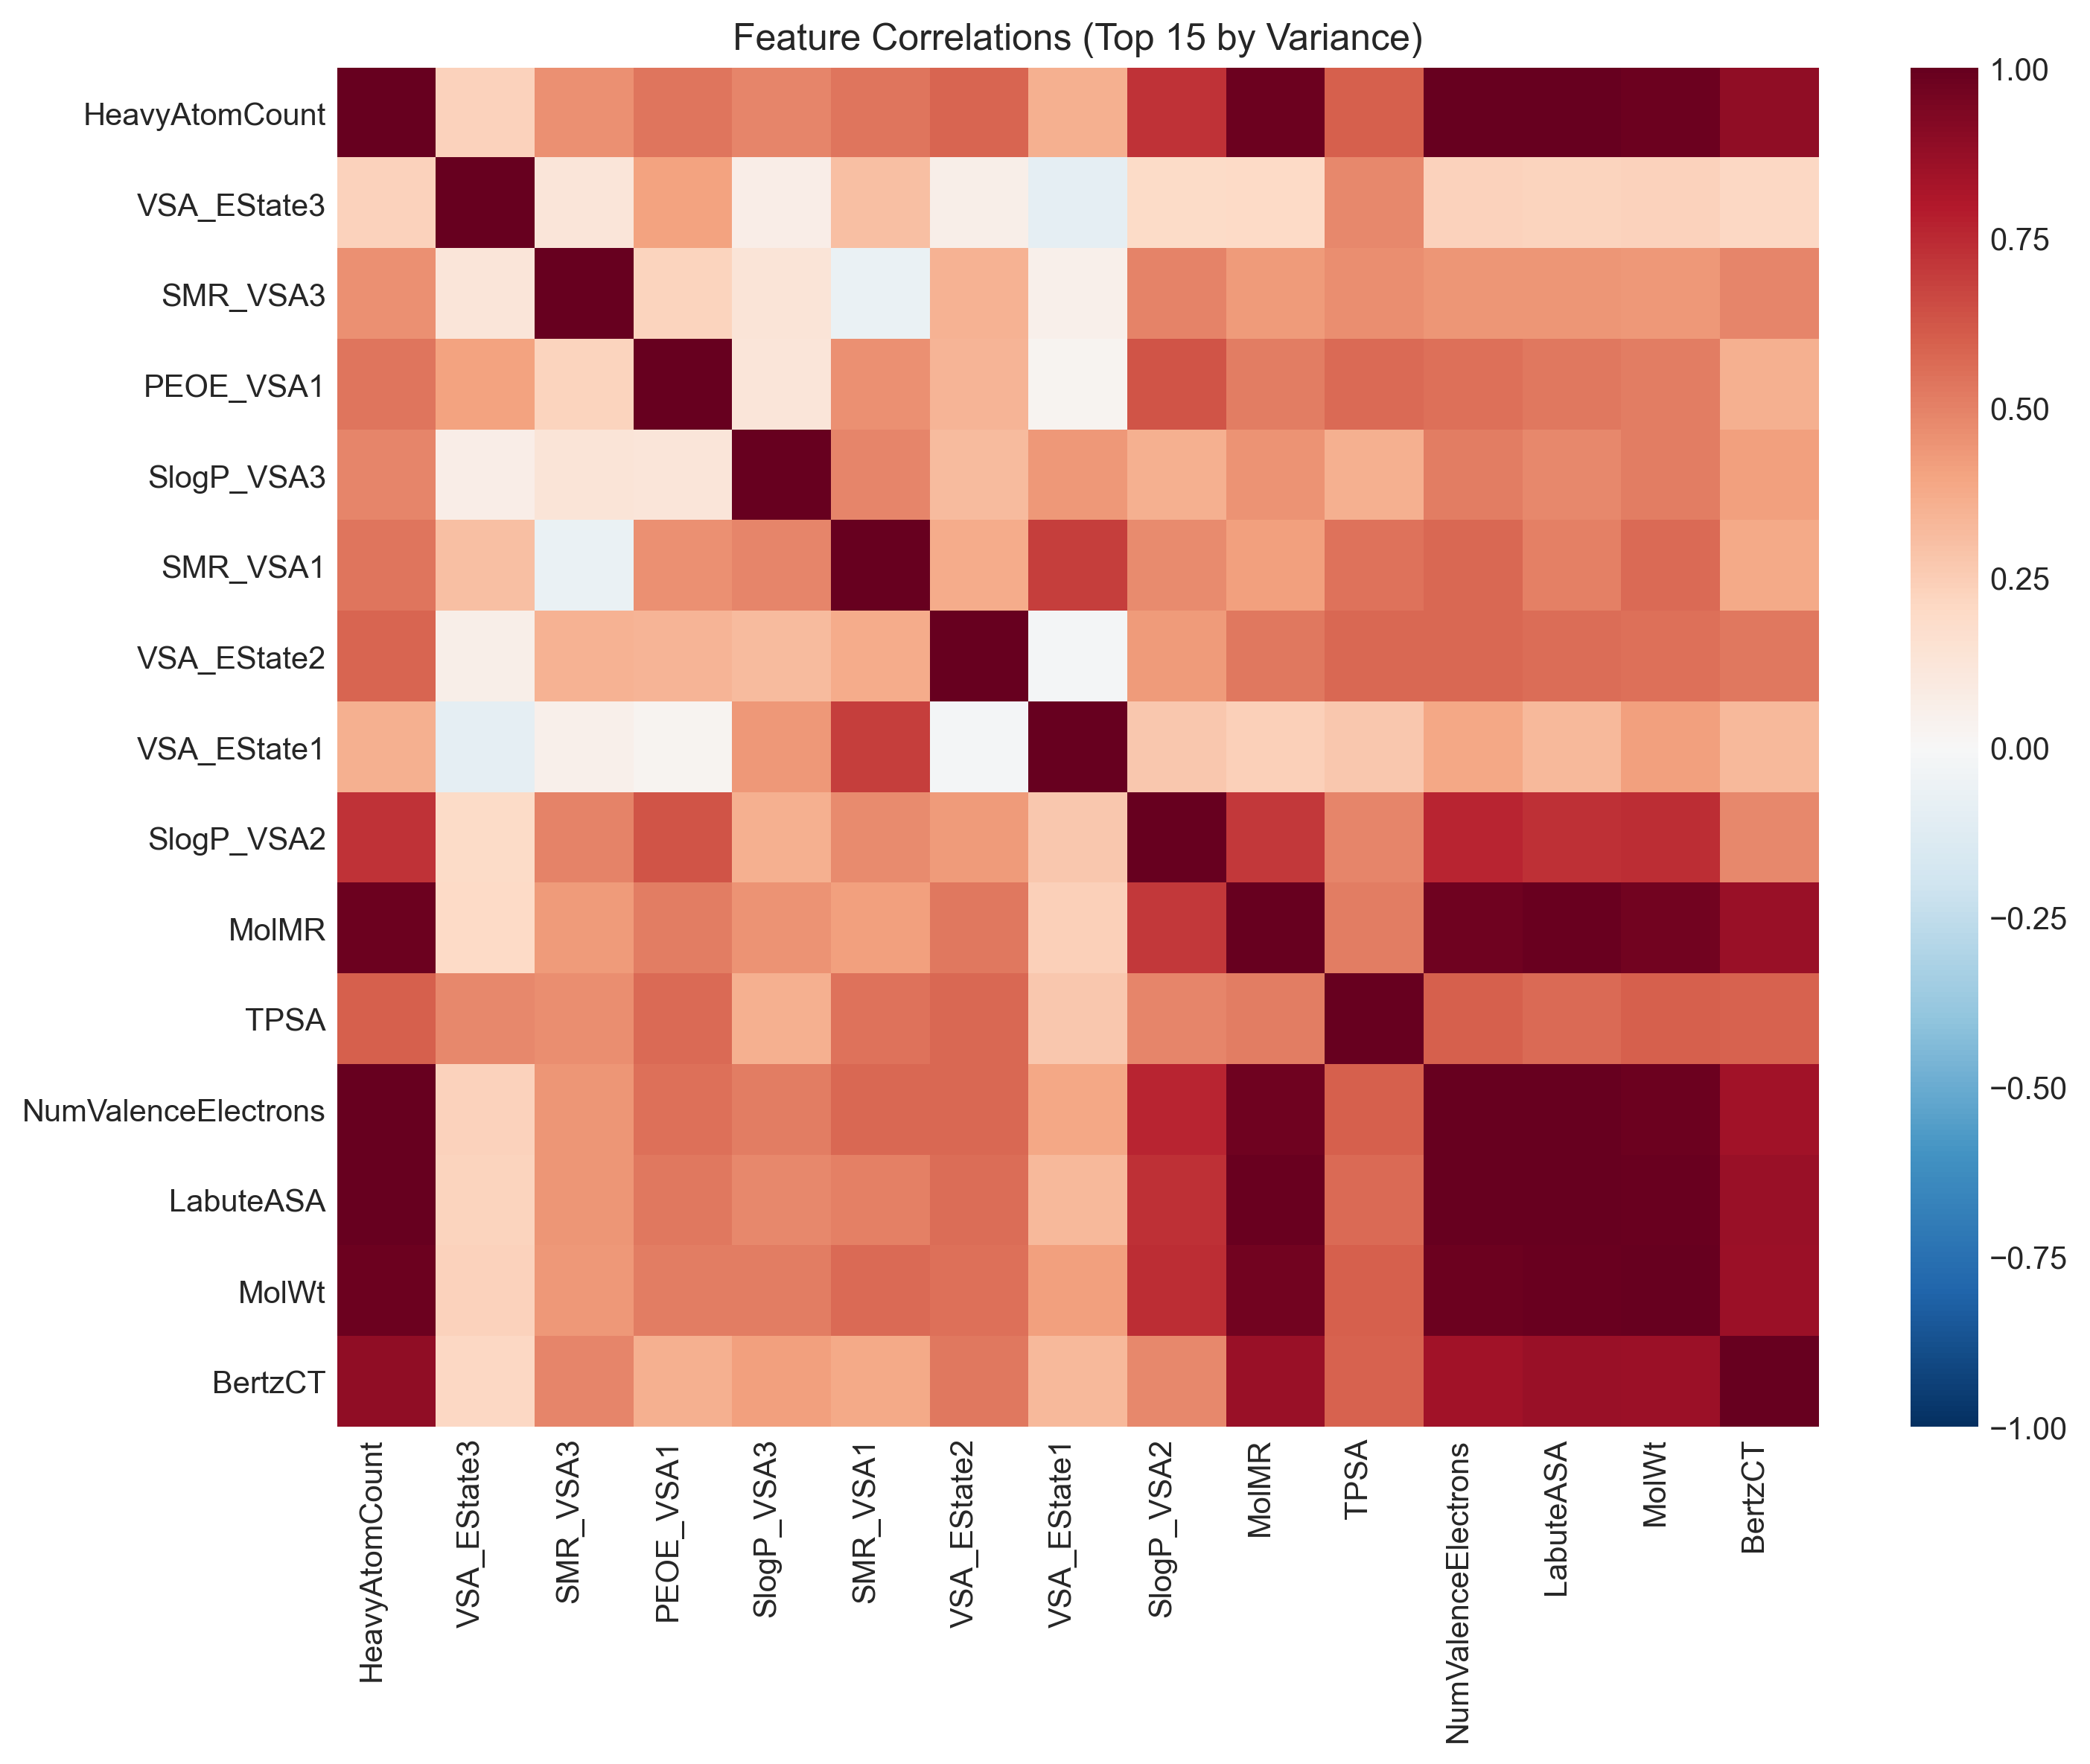 Feature Correlations (Top 15 by Variance)
HeavyAtomCount
VSA_EState3
SMR_VSA3
PEOE_VSA1
SlogP_VSA3
SMR_VSA1
VSA_EState2
VSA_EState1
SlogP_VSA2
MolMR
TPSA
NumValenceElectrons
LabuteASA
MolWt
BertzCT
HeavyAtomCount
VSA_EState3
SMR_VSA3
PEOE_VSA1
SlogP_VSA3
SMR_VSA1
VSA_EState2
VSA_EState1
SlogP_VSA2
MolMR
TPSA
NumValenceElectrons
LabuteASA
MolWt
BertzCT
1.00
0.75
0.50
0.25
0.00
−0.25
−0.50
−0.75
−1.00